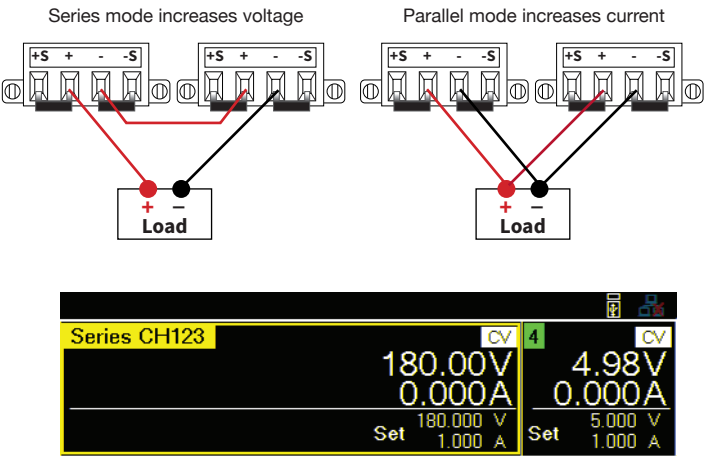 Series mode increases voltage
+S + - -S
+S + - -S
+ −
Load
Parallel mode increases current
+S + - -S
+S + - -S
+ −
Load
Series CH123
CV
180.00V
0.000A
Set 180.000 V
1.000 A
4
CV
4.98V
0.000A
Set 5.000 V
1.000 A